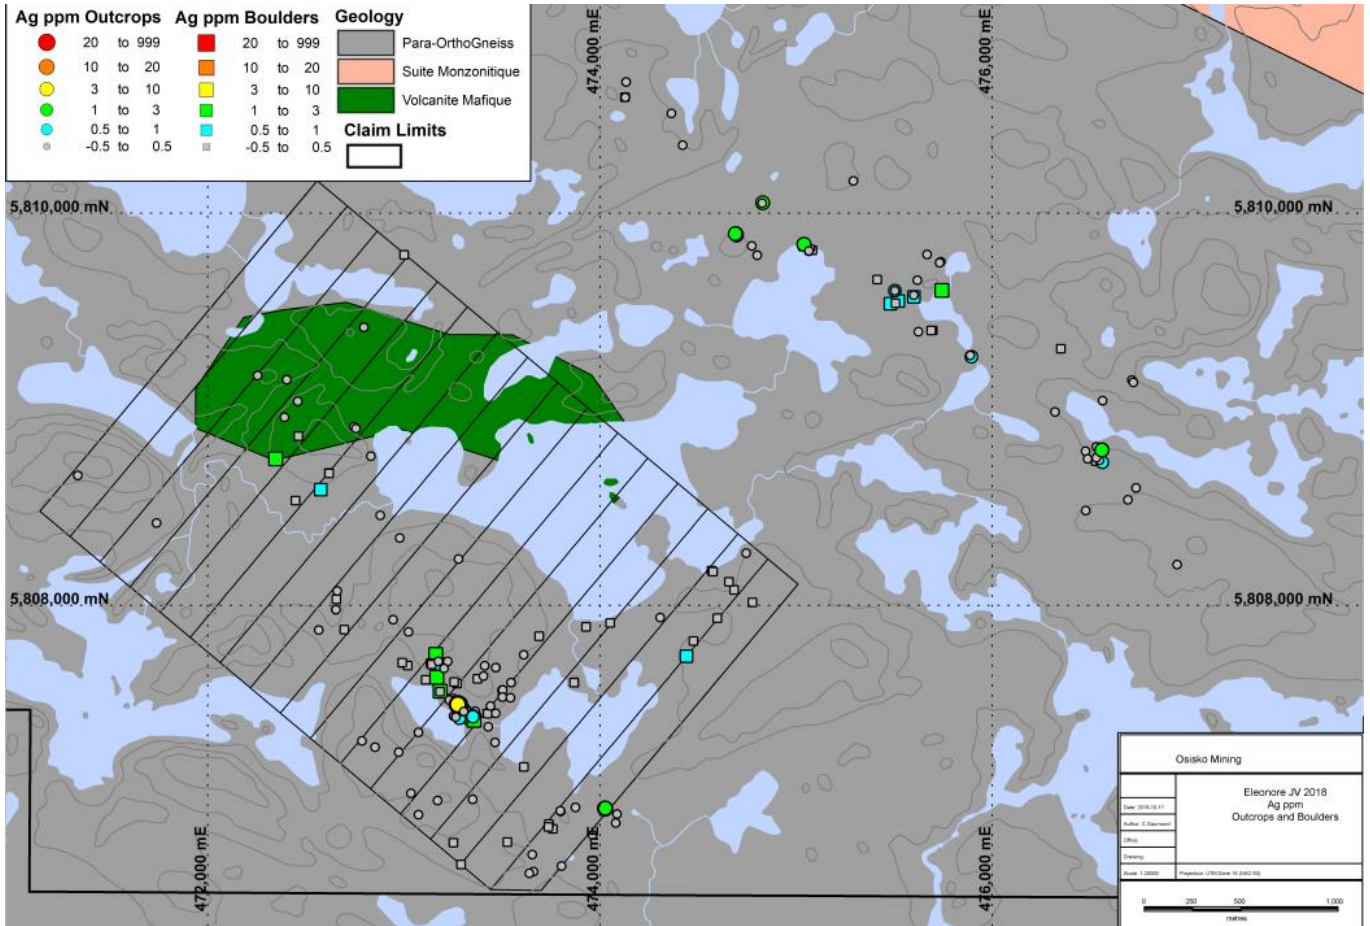 Ag ppm Outcrops Ag ppm Boulders Geology
20 to 999 20 to 999 Para-OrthoGneiss
10 to 20 10 to 20 Suite Monzonitique
3 to 10 3 to 10
1 to 3 1 to 3 Volcanite Mafique
0.5 to 1 0.5 to 1 Claim Limits
-0.5 to 0.5 -0.5 to 0.5
474,000 mE
476,000 mE
5,810,000 mN
5,810,000 mN
5,808,000 mN
5,808,000 mN
472,000 mE
474,000 mE
476,000 mE
Osisko Mining
Eleonore JV 2018
Ag ppm
Outcrops and Boulders
Author:
Office:
Drawing:
0 250 500 1,000
metres